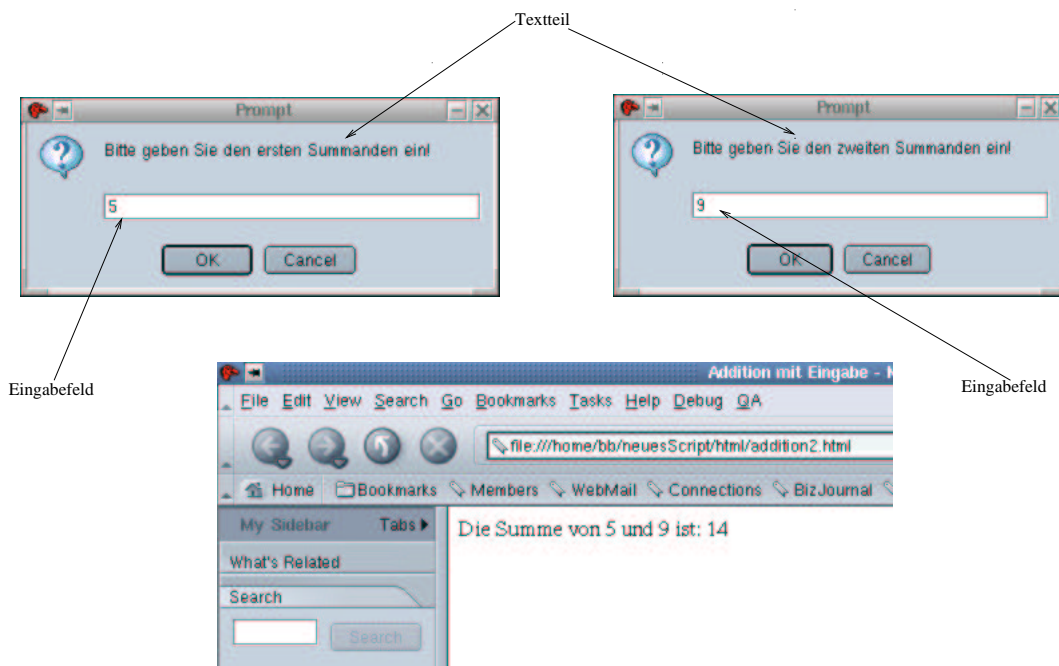 Textteil
Prompt
Bitte geben Sie den ersten Summanden ein!
5
OK Cancel
Prompt
Bitte geben Sie den zweiten Summanden ein!
9
OK Cancel
Eingabefeld
Eingabefeld
Addition mit Eingabe - N
File Edit View Search Go Bookmarks Tasks Help Debug QA
file:///home/bb/neuesScript/html/addition2.html
Home Bookmarks Members WebMail Connections BizJournal
My Sidebar Tabs
Die Summe von 5 und 9 ist: 14
What's Related
Search
Search